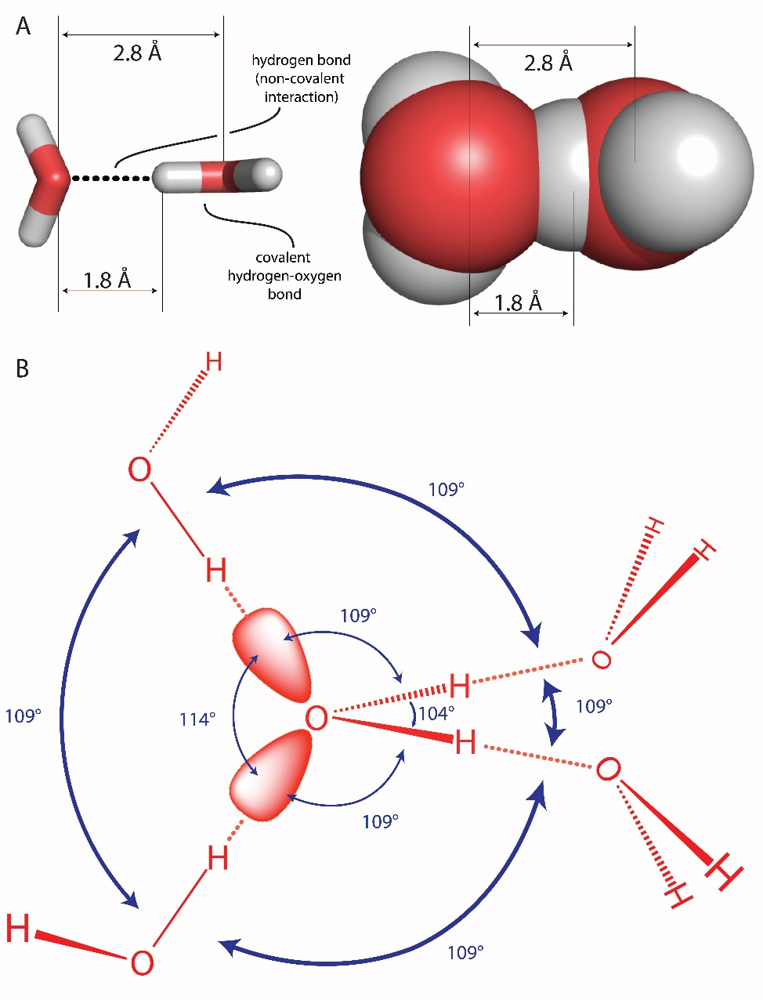 A
2.8 Å
hydrogen bond
(non-covalent
interaction)
covalent
hydrogen-oxygen
bond
1.8 Å
2.8 Å
1.8 Å
B
H
O
H
109°
H
H
109°
O
H
109°
114°
O
104°
109°
H
109°
O
H
H
H
H
O
109°